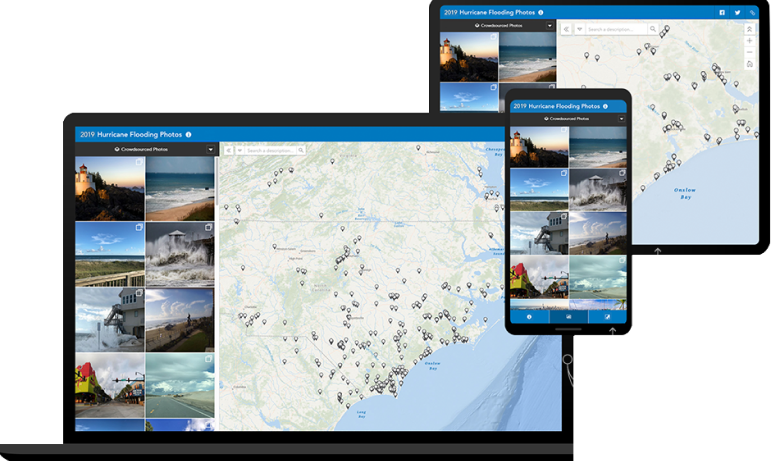 2019 Hurricane Flooding Photos
Crowdsourced Photos
Search a description...
Onslow
Bay
2019 Hurricane Flooding Photos
Crowdsourced Photos
2019 Hurricane Flooding Photos
Crowdsourced Photos
Search a description...
Onslow
Bay
Long
Bay